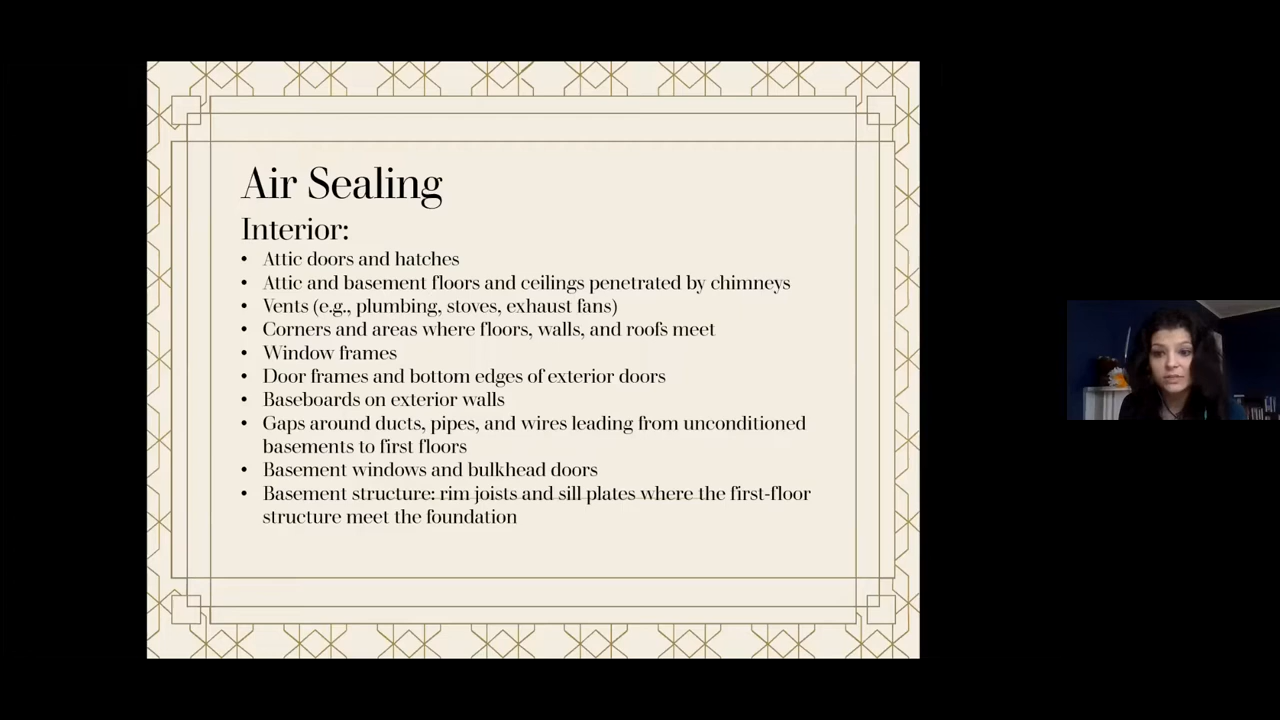 Air Sealing
Interior:
• Attic doors and hatches
• Attic and basement floors and ceilings penetrated by chimneys
• Vents (e.g., plumbing, stoves, exhaust fans)
• Corners and areas where floors, walls, and roofs meet
• Window frames
• Door frames and bottom edges of exterior doors
• Baseboards on exterior walls
• Gaps around ducts, pipes, and wires leading from unconditioned
basements to first floors
• Basement windows and bulkhead doors
• Basement structure: rim joists and sill plates where the first-floor
structure meet the foundation